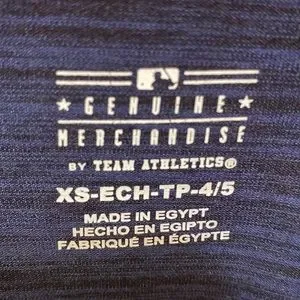 ★ GENUINE ★
MERCHANDISE
BY TEAM ATHLETICS®
XS-ECH-TP-4/5
MADE IN EGYPT
HECHO EN EGIPTO
FABRIQUÉ EN ÉGYPTE